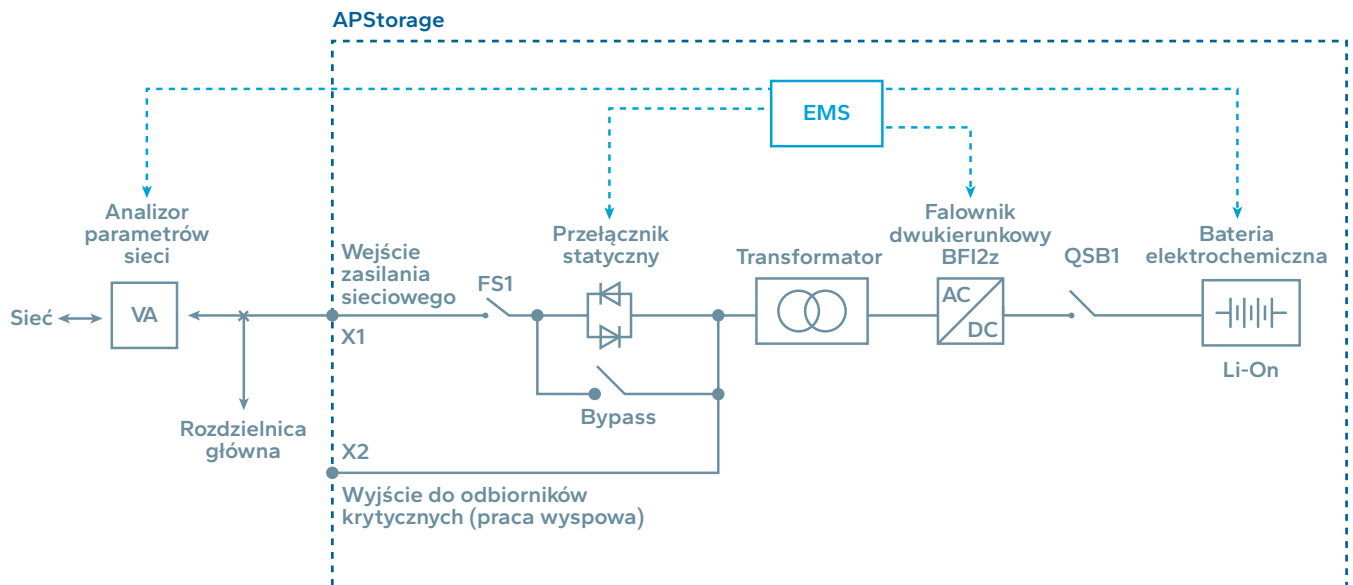 APStorage
EMS
Analizor
parametrów
sieci
Wejście
zasilania
sieciowego
FS1
Przełącznik
statyczny
Transformator
Falownik
dwukierunkowy
BFI2z
QSB1
Bateria
elektrochemiczna
Sieć
VA
X1
AC
DC
Li-On
Bypass
Rozdzielnica
główna
X2
Wyjście do odbiorników
krytycznych (praca wyspowa)